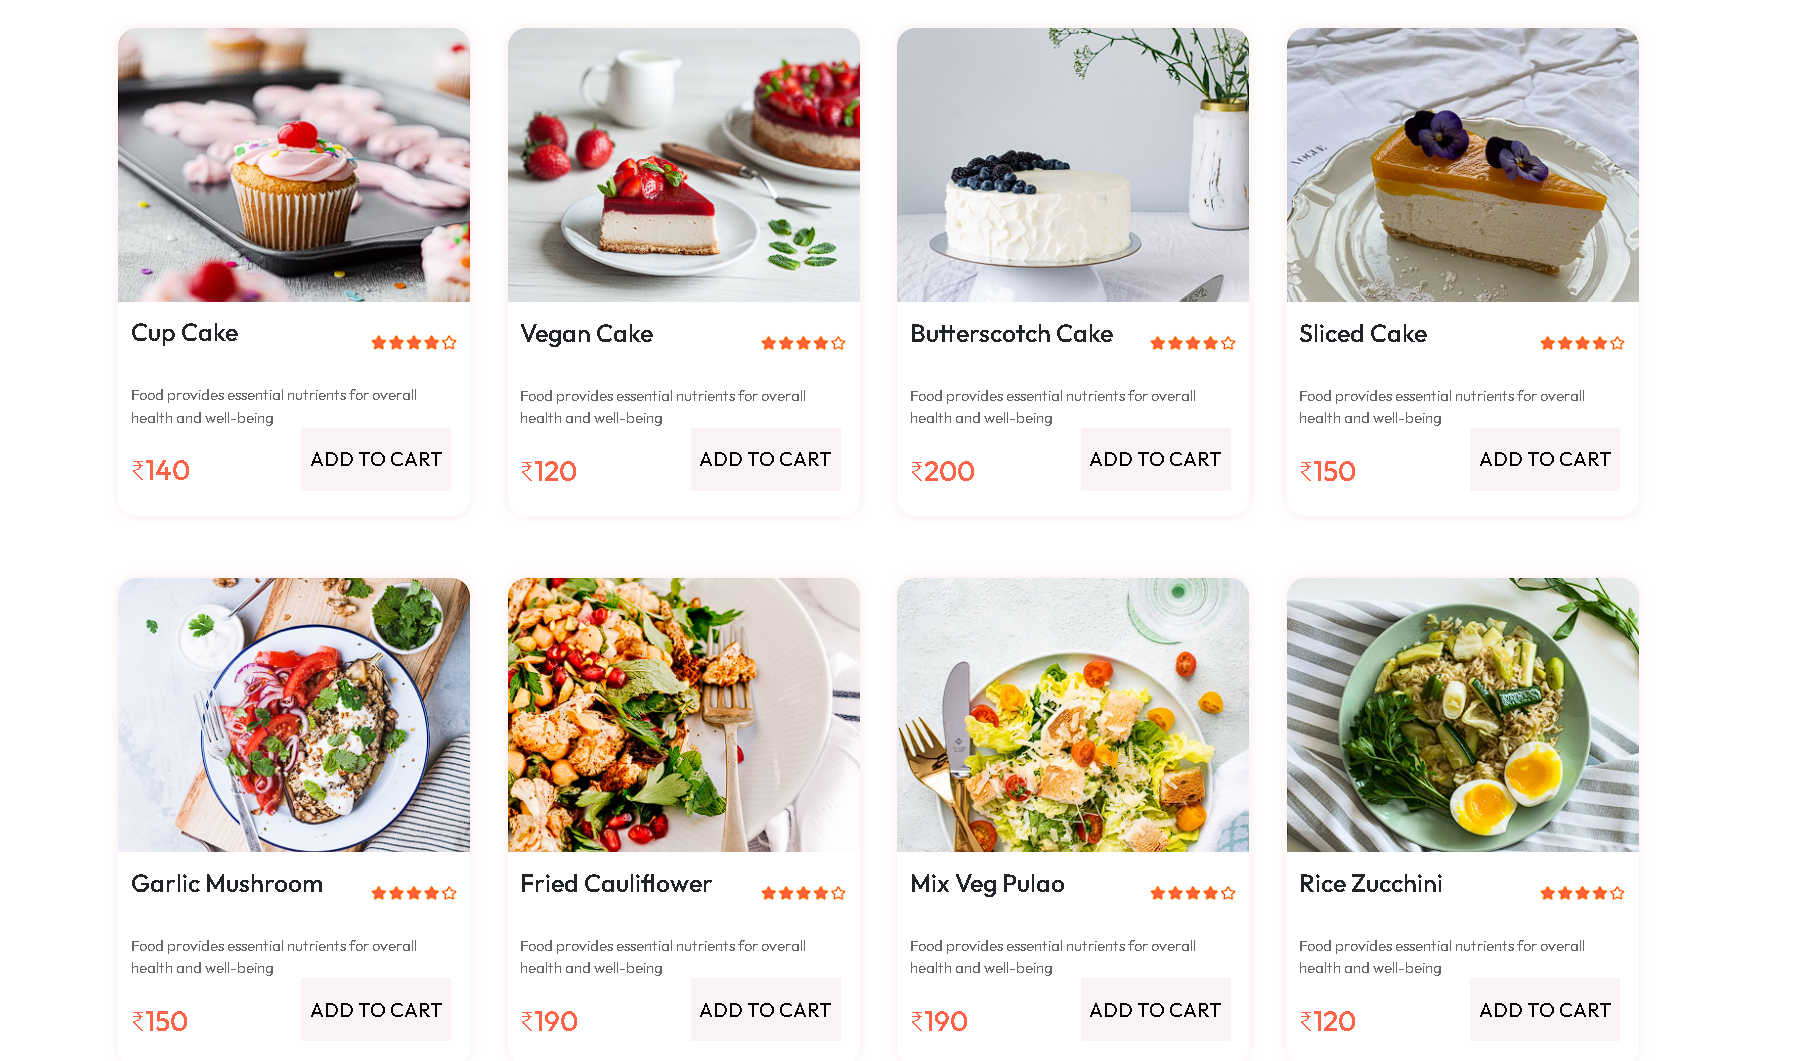 VOGUE
Cup Cake
Food provides essential nutrients for overall
health and well-being
₹140
ADD TO CART
Vegan Cake
Food provides essential nutrients for overall
health and well-being
₹120
ADD TO CART
Butterscotch Cake
Food provides essential nutrients for overall
health and well-being
₹200
ADD TO CART
Sliced Cake
Food provides essential nutrients for overall
health and well-being
₹150
ADD TO CART
Garlic Mushroom
Food provides essential nutrients for overall
health and well-being
₹150
ADD TO CART
Fried Cauliflower
Food provides essential nutrients for overall
health and well-being
₹190
ADD TO CART
Mix Veg Pulao
Food provides essential nutrients for overall
health and well-being
₹190
ADD TO CART
Rice Zucchini
Food provides essential nutrients for overall
health and well-being
₹120
ADD TO CART